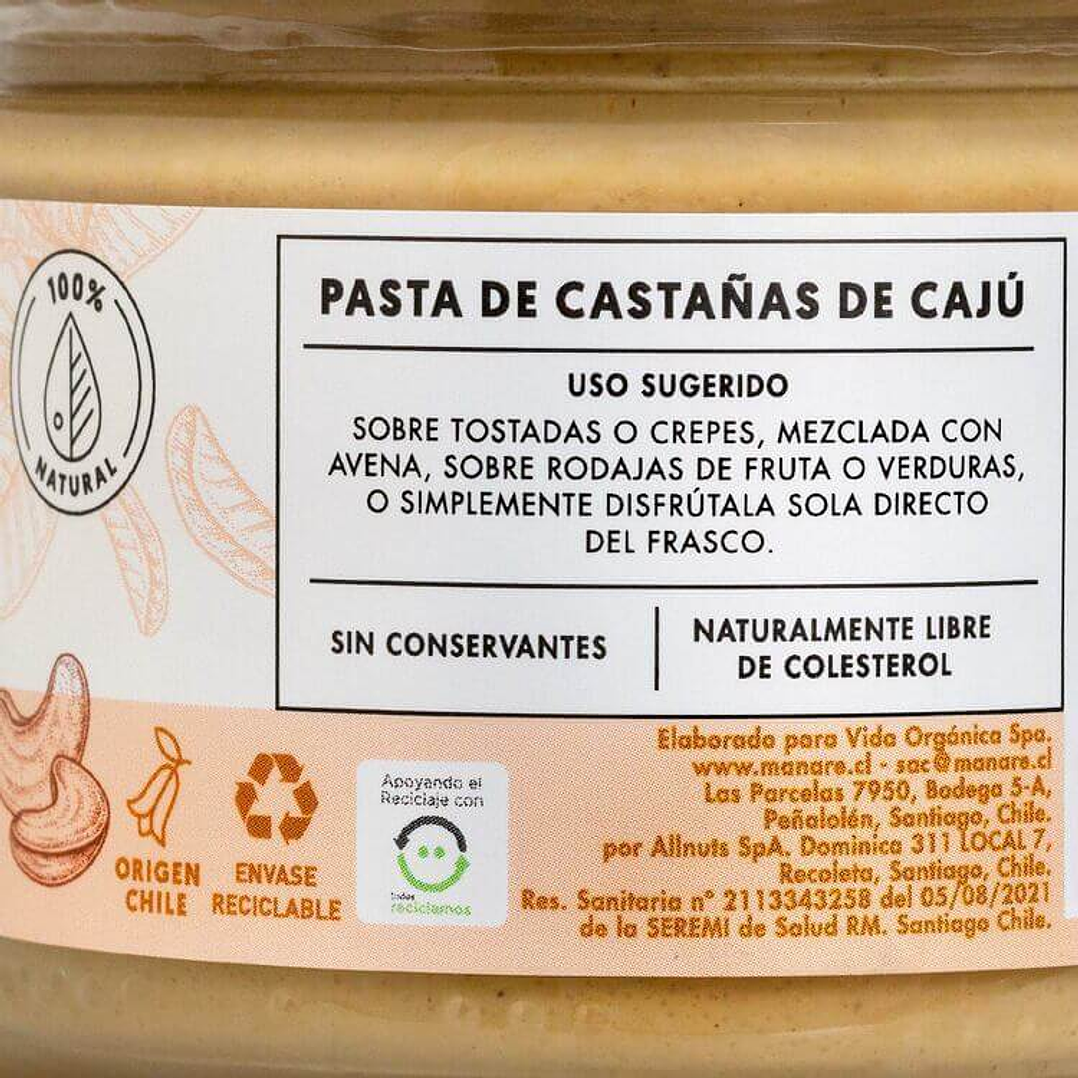 100%
NATURAL
PASTA DE CASTAÑAS DE CAJÚ
USO SUGERIDO
SOBRE TOSTADAS O CREPES, MEZCLADA CON
AVENA, SOBRE RODAJAS DE FRUTA O VERDURAS,
O SIMPLEMENTE DISFRÚTALA SOLA DIRECTO
DEL FRASCO.
SIN CONSERVANTES
NATURALMENTE LIBRE
DE COLESTEROL
ORIGEN
CHILE
ENVASE
RECICLABLE
Apoyando el
Reciclaje con
todos
reciclamos
Elaborado para Vida Orgánica Spa.
www.manare.cl - sac@manare.cl
Las Parcelas 7950, Bodega 5-A,
Peñalolén, Santiago, Chile.
por Allnuts SpA. Dominica 311 LOCAL 7,
Recoleta, Santiago, Chile.
Res. Sanitaria n° 2113343258 del 05/08/2021
de la SEREMI de Salud RM. Santiago Chile.